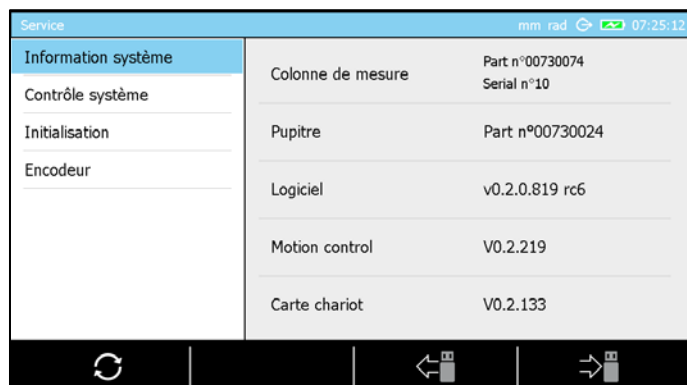 Service mm rad 07:25:12
Information système
Contrôle système
Initialisation
Encodeur
Colonne de mesure Part n°00730074
Serial n°10
Pupitre Part nº00730024
Logiciel v0.2.0.819 rc6
Motion control V0.2.219
Carte chariot V0.2.133